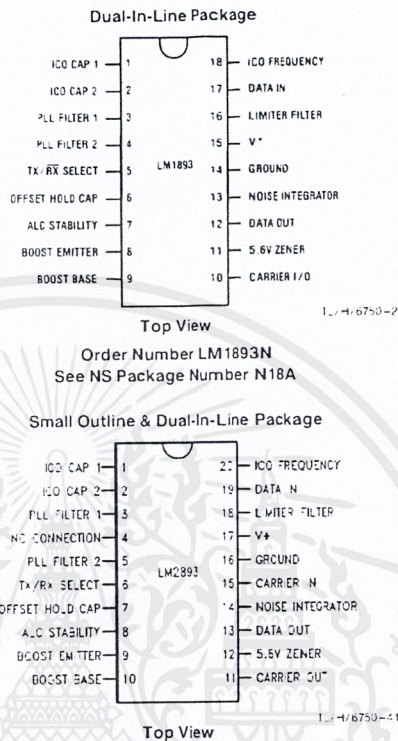 Dual-In-Line Package
ICO CAP 1 1 18 ICO FREQUENCY
ICO CAP 2 2 17 DATA IN
PLL FILTER 1 3 16 LIMITER FILTER
PLL FILTER 2 4 15 V+
TX/RX SELECT 5 LM1893 14 GROUND
OFFSET HOLD CAP 6 13 NOISE INTEGRATOR
ALC STABILITY 7 12 DATA OUT
BOOST EMITTER 8 11 5.6V ZENER
BOOST BASE 9 10 CARRIER I/O
TL/H/6750-2
Top View
Order Number LM1893N
See NS Package Number N18A
Small Outline & Dual-In-Line Package
ICO CAP 1 1 20 ICO FREQUENCY
ICO CAP 2 2 19 DATA IN
PLL FILTER 1 3 18 LIMITER FILTER
NO CONNECTION 4 17 V+
PLL FILTER 2 5 16 GROUND
TX/RX SELECT 6 LM2893 15 CARRIER IN
OFFSET HOLD CAP 7 14 NOISE INTEGRATOR
ALC STABILITY 8 13 DATA OUT
BOOST EMITTER 9 12 5.6V ZENER
BOOST BASE 10 11 CARRIER OUT
TL/H/6750-41
Top View